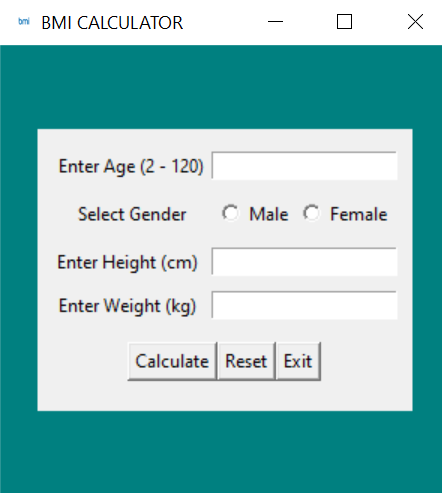 bmi BMI CALCULATOR
Enter Age (2 - 120)
Select Gender Male Female
Enter Height (cm)
Enter Weight (kg)
Calculate Reset Exit